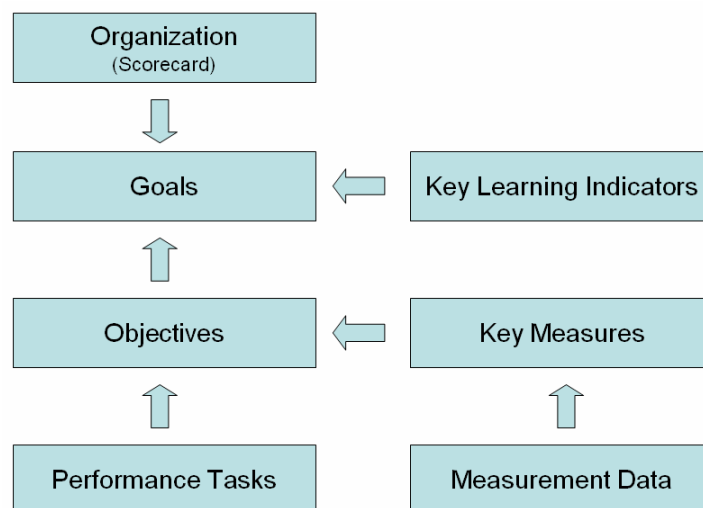 Organization
(Scorecard)
Goals
Key Learning Indicators
Objectives
Key Measures
Performance Tasks
Measurement Data